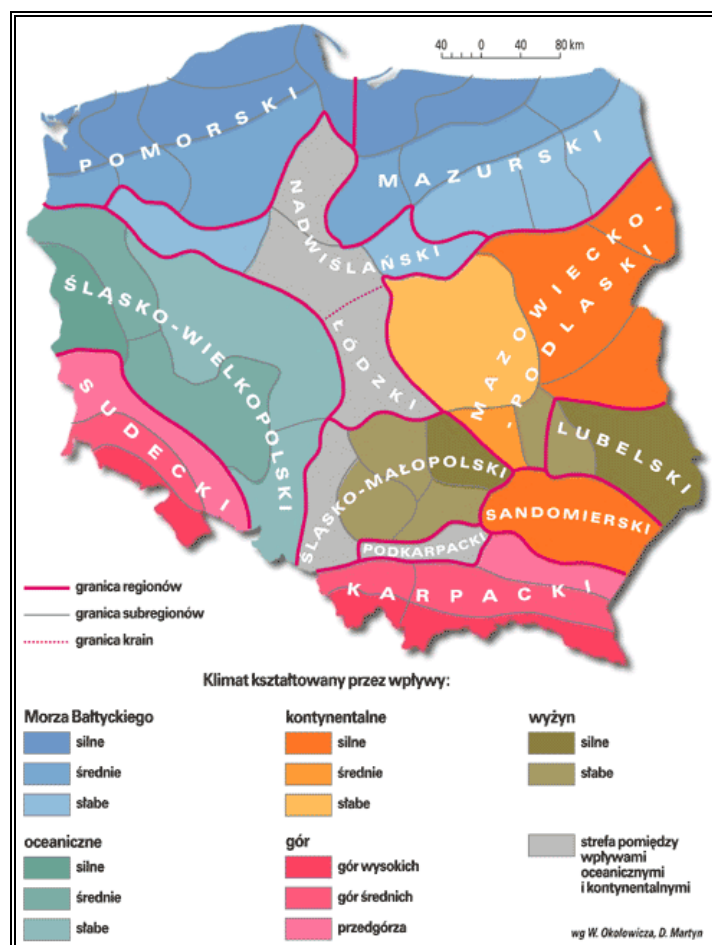 40 0 40 80 km
POMORSKI
MAZURSKI
NADWIŚLAŃSKI
MAZOWIECKO-
-PODLASKI
ŁÓDZKI
ŚLĄSKO-WIELKOPOLSKI
SUDECKI
ŚLĄSKO-MAŁOPOLSKI
LUBELSKI
SANDOMIERSKI
PODKARPACKI
KARPACKI
granica regionów
granica subregionów
granica krain
Klimat kształtowany przez wpływy:
Morza Bałtyckiego
silne
średnie
słabe
kontynentalne
silne
średnie
słabe
wyżyn
silne
słabe
oceaniczne
silne
średnie
słabe
gór
gór wysokich
gór średnich
przedgórza
strefa pomiędzy
wpływami
oceanicznymi
i kontynentalnymi
wg W. Okołowicza, D. Martyn